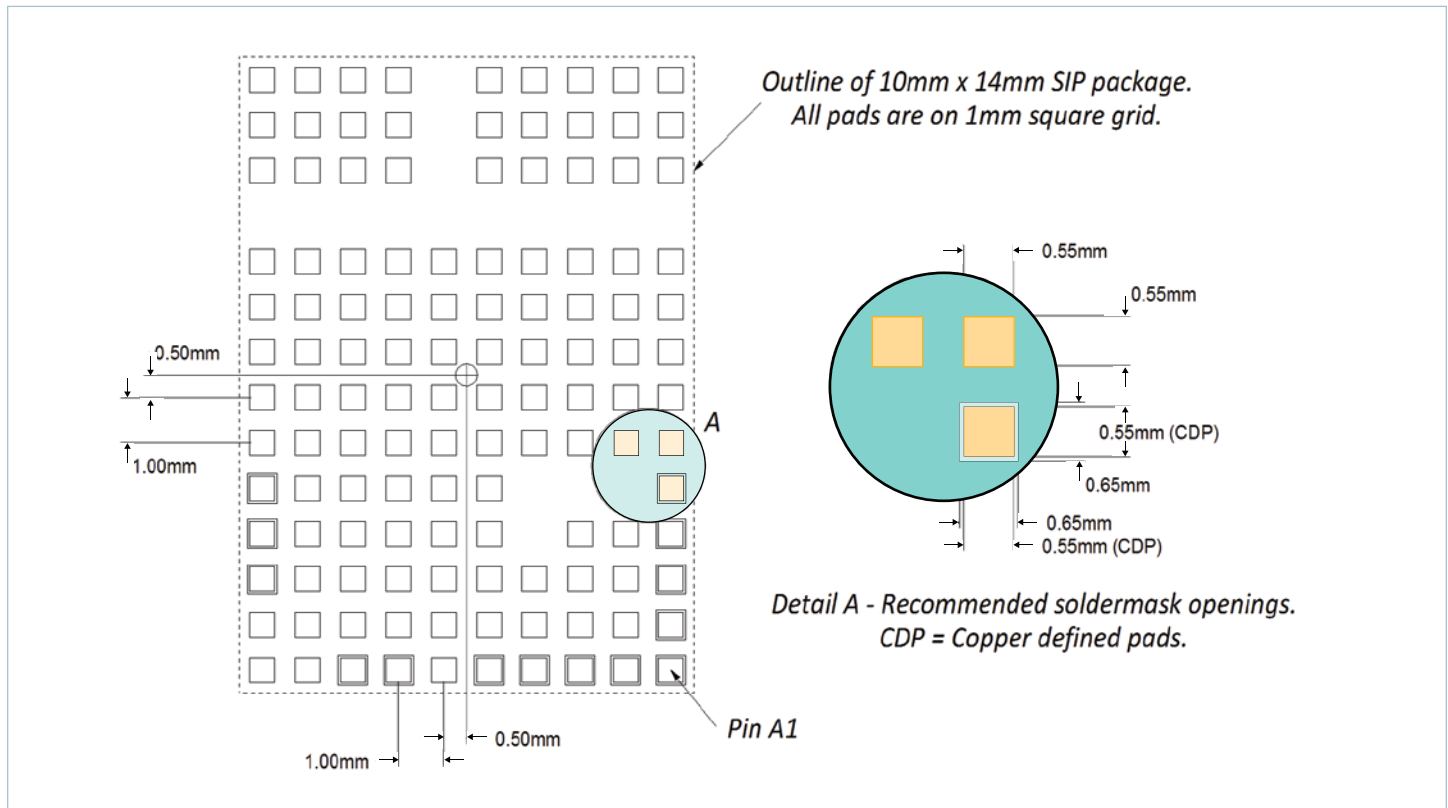 Outline of 10mm x 14mm SIP package.
All pads are on 1mm square grid.
0.55mm
0.55mm
0.50mm
A
0.55mm (CDP)
1.00mm
0.65mm
0.65mm
0.55mm (CDP)
Detail A - Recommended soldermask openings.
CDP = Copper defined pads.
Pin A1
0.50mm
1.00mm